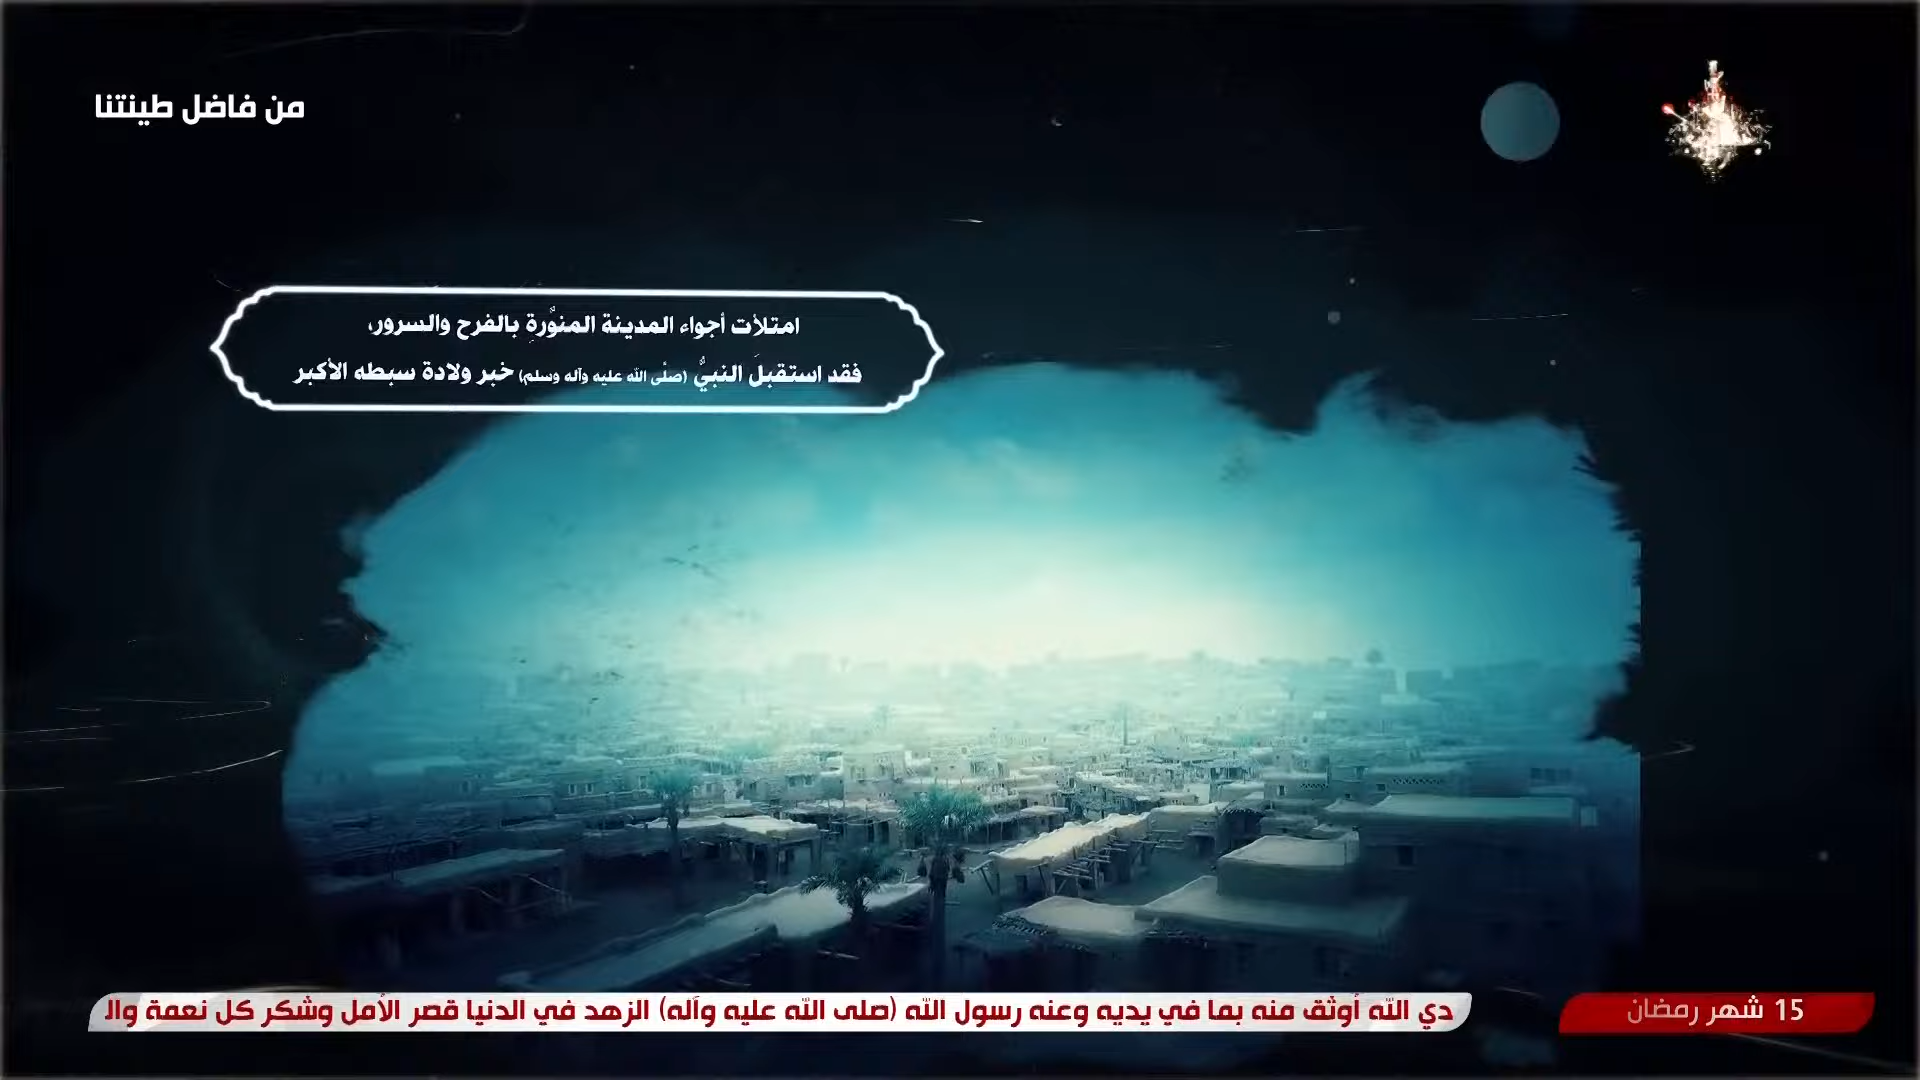 من فاضل طينتنا
امتلأت أجواء المدينة المنوَّرةِ بالفرح والسرور،
فقد استقبلَ النبيُّ (صلَّى الله عليه وآله وسلم) خبر ولادة سبطه الأكبر
دي الله أوثق منه بما في يديه وعنه رسول الله (صلى الله عليه وآله) الزهد في الدنيا قصر الأمل وشكر كل نعمة وال
15 شهر رمضان